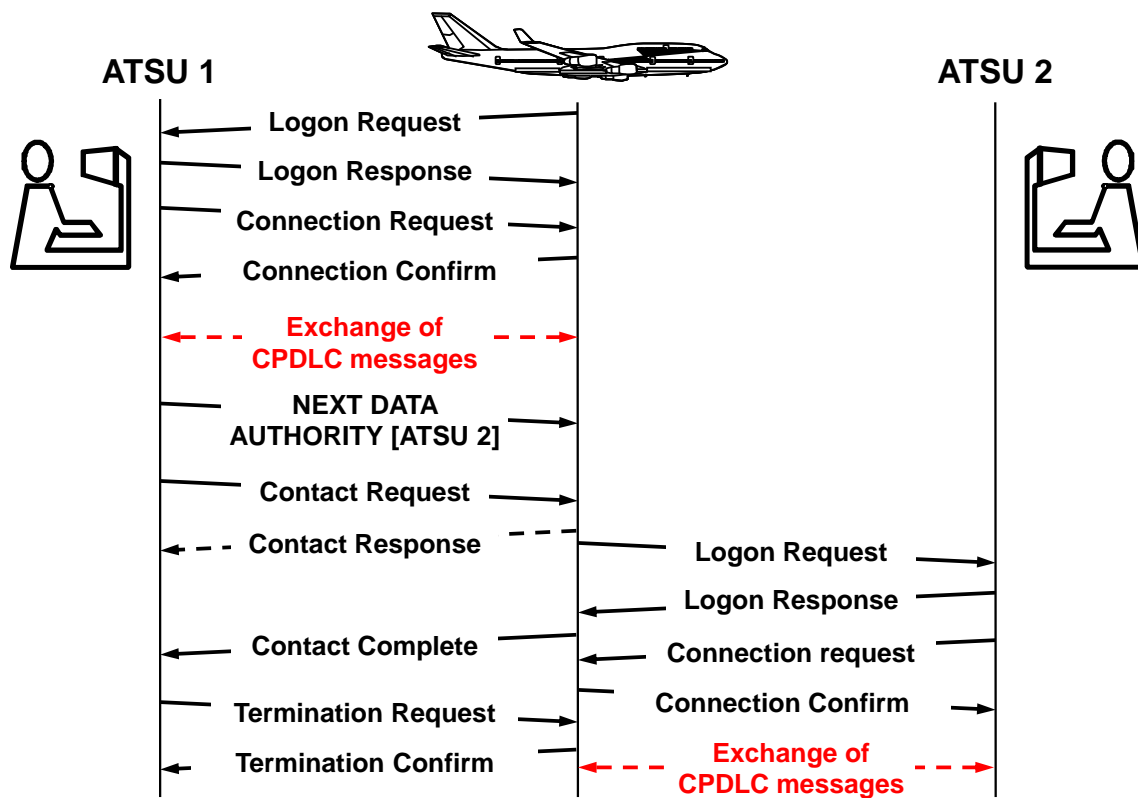 ATSU 1
ATSU 2
Logon Request
Logon Response
Connection Request
Connection Confirm
Exchange of
CPDLC messages
NEXT DATA
AUTHORITY [ATSU 2]
Contact Request
Contact Response
Logon Request
Logon Response
Contact Complete
Connection request
Connection Confirm
Termination Request
Termination Confirm
Exchange of
CPDLC messages